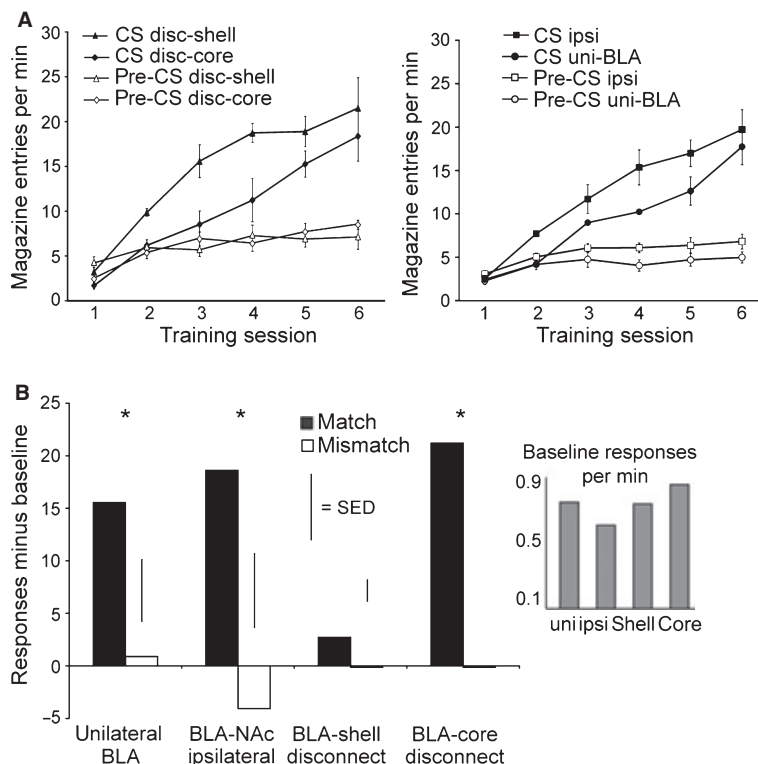 A
30
25
20
15
10
5
0
Magazine entries per min
CS disc-shell
CS disc-core
Pre-CS disc-shell
Pre-CS disc-core
1 2 3 4 5 6
Training session
30
25
20
15
10
5
0
Magazine entries per min
CS ipsi
CS uni-BLA
Pre-CS ipsi
Pre-CS uni-BLA
1 2 3 4 5 6
Training session
B
25
20
15
10
5
0
−5
Responses minus baseline
* * *
Match
Mismatch
= SED
Unilateral
BLA
BLA-NAc
ipsilateral
BLA-shell
disconnect
BLA-core
disconnect
Baseline responses
per min
0.9
0.5
0.1
uni ipsi Shell Core